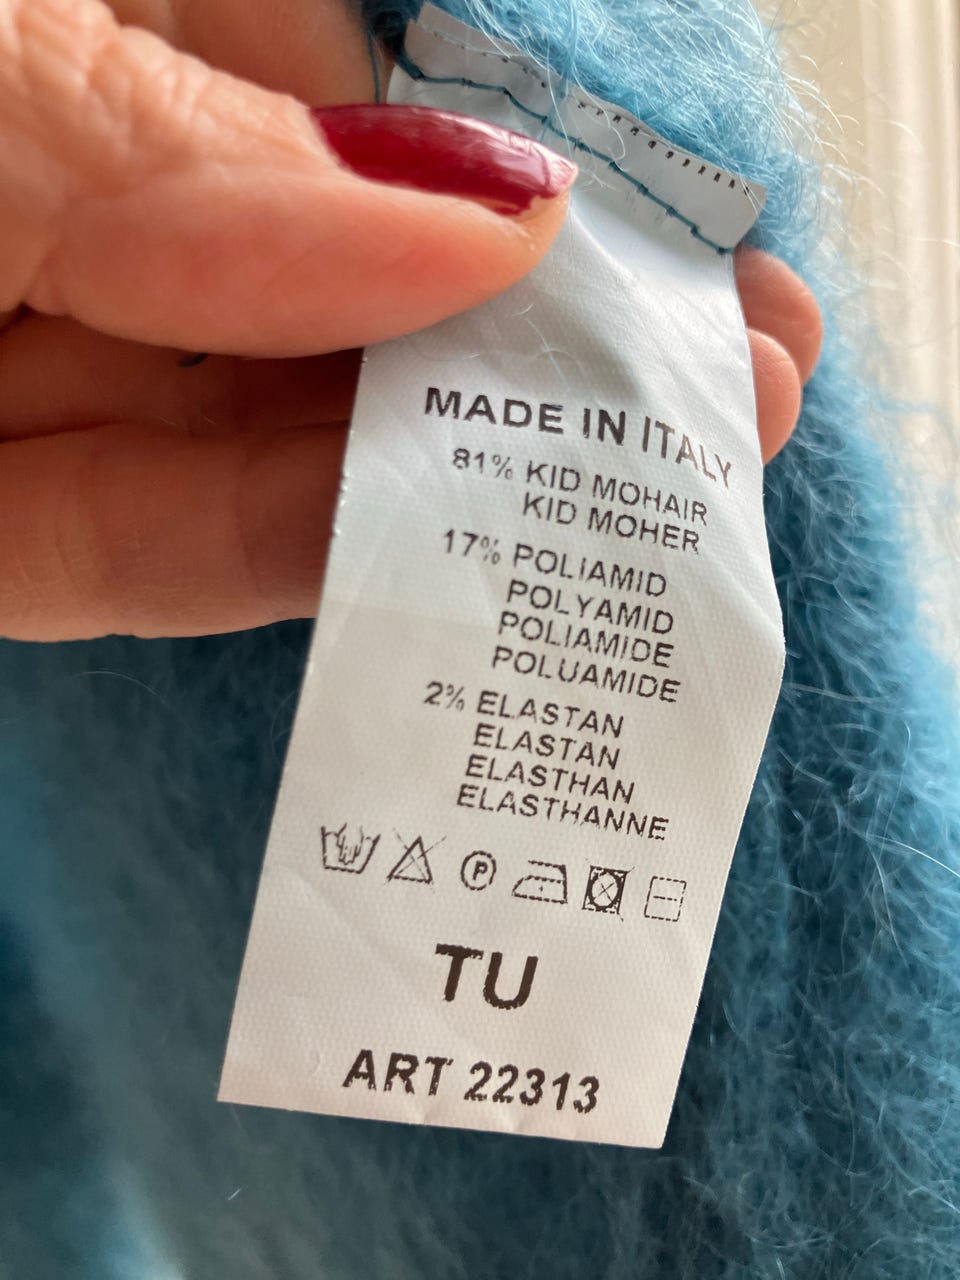 MADE IN ITALY
81% KID MOHAIR
KID MOHER
17% POLIAMID
POLYAMID
POLIAMIDE
POLUAMIDE
2% ELASTAN
ELASTAN
ELASTHAN
ELASTHANNE
P
TU
ART 22313